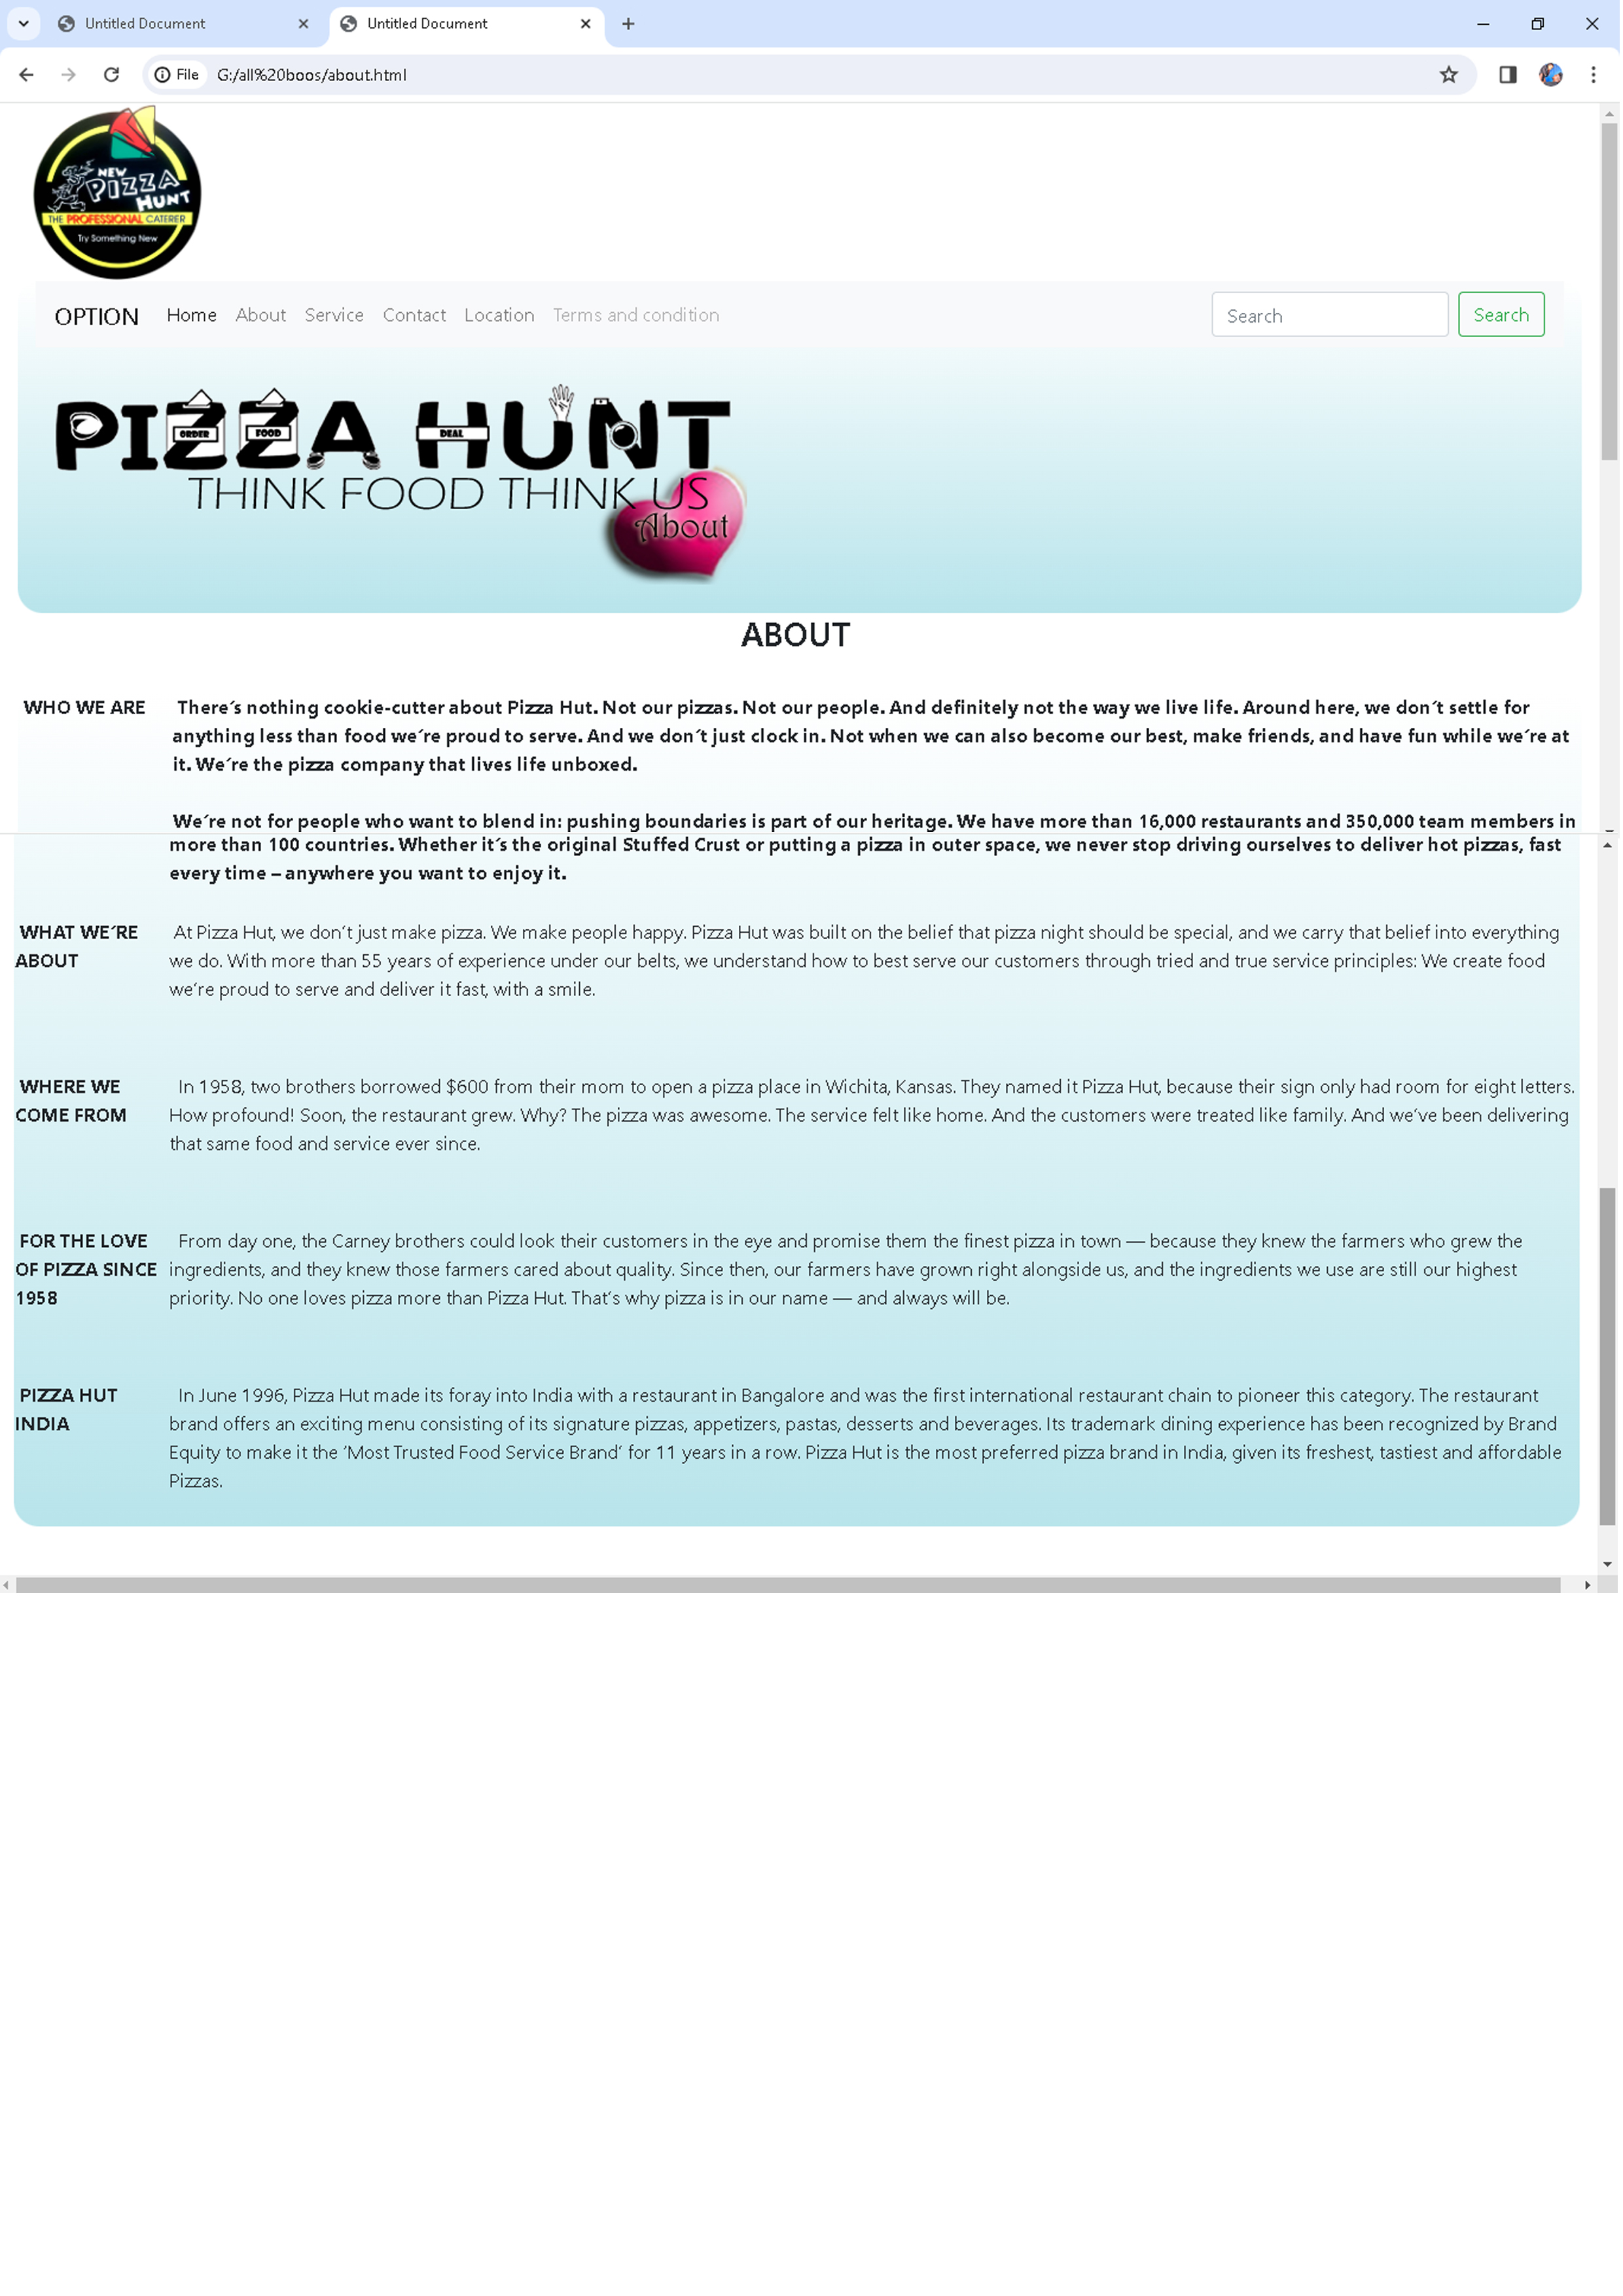 Untitled Document
Untitled Document
File G:/all%20boos/about.html
NEW
PIZZA
HUNT
THE PROFESSIONAL CATERER
Try Something New
OPTION Home About Service Contact Location Terms and condition Search Search
PIZZA HUNT
ORDER FOOD DEAL
THINK FOOD THINK US
About
ABOUT
WHO WE ARE There's nothing cookie-cutter about Pizza Hut. Not our pizzas. Not our people. And definitely not the way we live life. Around here, we don't settle for
anything less than food we're proud to serve. And we don't just clock in. Not when we can also become our best, make friends, and have fun while we're at
it. We're the pizza company that lives life unboxed.
We're not for people who want to blend in: pushing boundaries is part of our heritage. We have more than 16,000 restaurants and 350,000 team members in
more than 100 countries. Whether it's the original Stuffed Crust or putting a pizza in outer space, we never stop driving ourselves to deliver hot pizzas, fast
every time – anywhere you want to enjoy it.
WHAT WE'RE
ABOUT
At Pizza Hut, we don't just make pizza. We make people happy. Pizza Hut was built on the belief that pizza night should be special, and we carry that belief into everything
we do. With more than 55 years of experience under our belts, we understand how to best serve our customers through tried and true service principles: We create food
we're proud to serve and deliver it fast, with a smile.
WHERE WE
COME FROM
In 1958, two brothers borrowed $600 from their mom to open a pizza place in Wichita, Kansas. They named it Pizza Hut, because their sign only had room for eight letters.
How profound! Soon, the restaurant grew. Why? The pizza was awesome. The service felt like home. And the customers were treated like family. And we've been delivering
that same food and service ever since.
FOR THE LOVE
OF PIZZA SINCE
1958
From day one, the Carney brothers could look their customers in the eye and promise them the finest pizza in town — because they knew the farmers who grew the
ingredients, and they knew those farmers cared about quality. Since then, our farmers have grown right alongside us, and the ingredients we use are still our highest
priority. No one loves pizza more than Pizza Hut. That's why pizza is in our name — and always will be.
PIZZA HUT
INDIA
In June 1996, Pizza Hut made its foray into India with a restaurant in Bangalore and was the first international restaurant chain to pioneer this category. The restaurant
brand offers an exciting menu consisting of its signature pizzas, appetizers, pastas, desserts and beverages. Its trademark dining experience has been recognized by Brand
Equity to make it the 'Most Trusted Food Service Brand' for 11 years in a row. Pizza Hut is the most preferred pizza brand in India, given its freshest, tastiest and affordable
Pizzas.